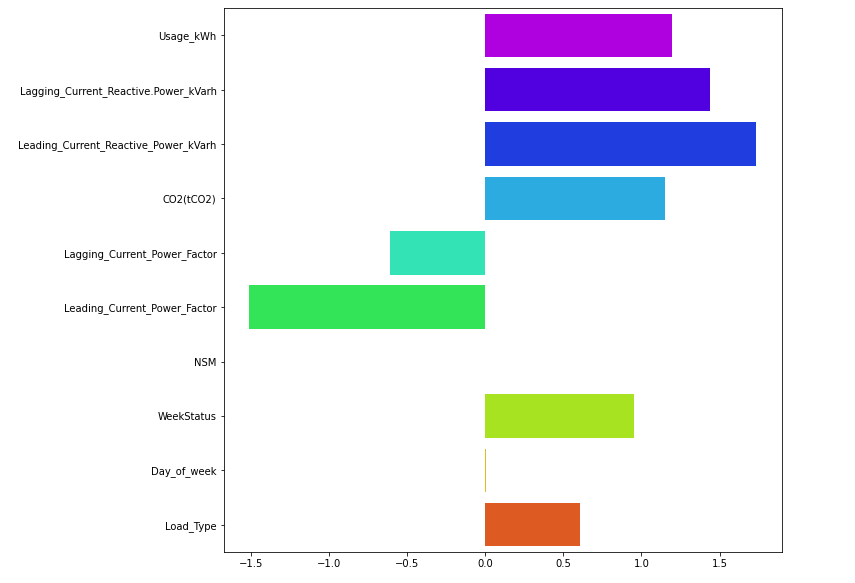 Usage_kWh
Lagging_Current_Reactive.Power_kVarh
Leading_Current_Reactive_Power_kVarh
CO2(tCO2)
Lagging_Current_Power_Factor
Leading_Current_Power_Factor
NSM
WeekStatus
Day_of_week
Load_Type
−1.5 −1.0 −0.5 0.0 0.5 1.0 1.5